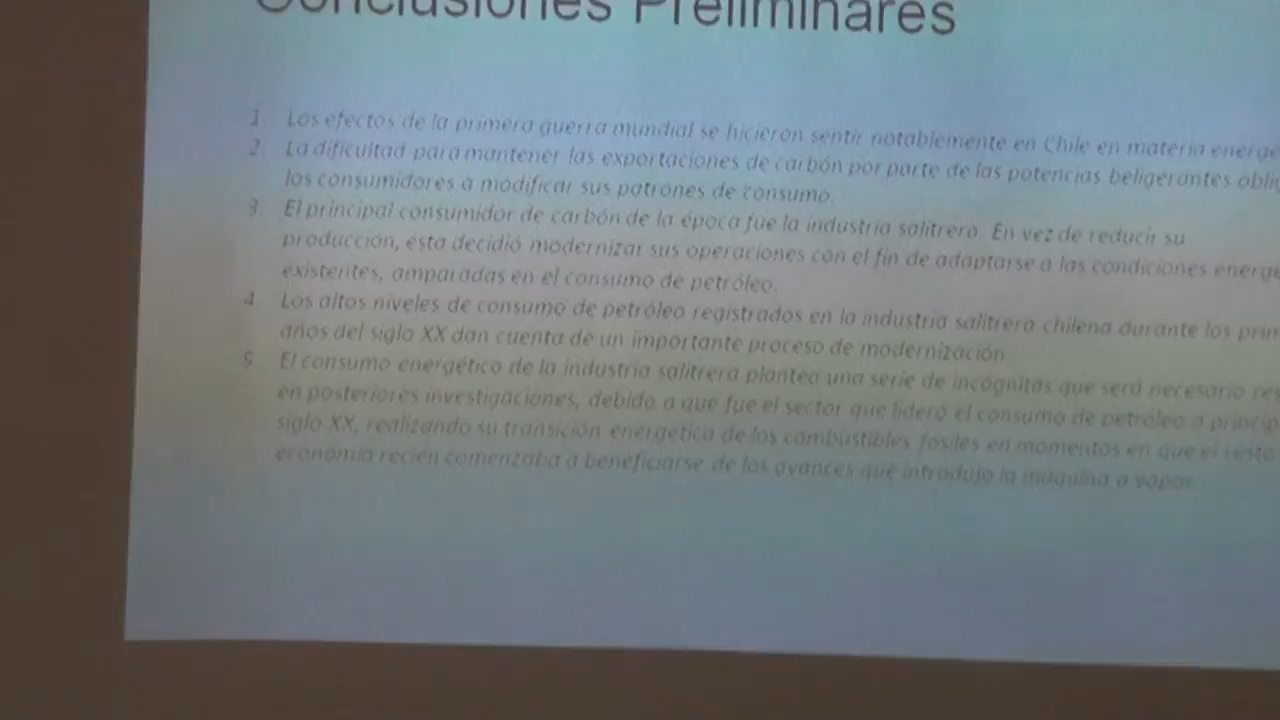 Conclusiones Preliminares
1. Los efectos de la primera guerra mundial se hicieron sentir notablemente en Chile en materia energé
2. La dificultad para mantener las exportaciones de carbón por parte de las potencias beligerantes obli
los consumidores a modificar sus patrones de consumo.
3. El principal consumidor de carbón de la época fue la industria salitrera. En vez de reducir su
producción, ésta decidió modernizar sus operaciones con el fin de adaptarse a las condiciones energé
existentes, amparadas en el consumo de petróleo.
4. Los altos niveles de consumo de petróleo registrados en la industria salitrera chilena durante los prim
años del siglo XX dan cuenta de un importante proceso de modernización
5. El consumo energético de la industria salitrera plantea una serie de incógnitas que será necesario res
en posteriores investigaciones, debido a que fue el sector que lideró el consumo de petróleo a princip
siglo XX, realizando su transición energética de los combustibles fósiles en momentos en que el resto
economía recién comenzaba a beneficiarse de los avances que introdujo la máquina a vapor.